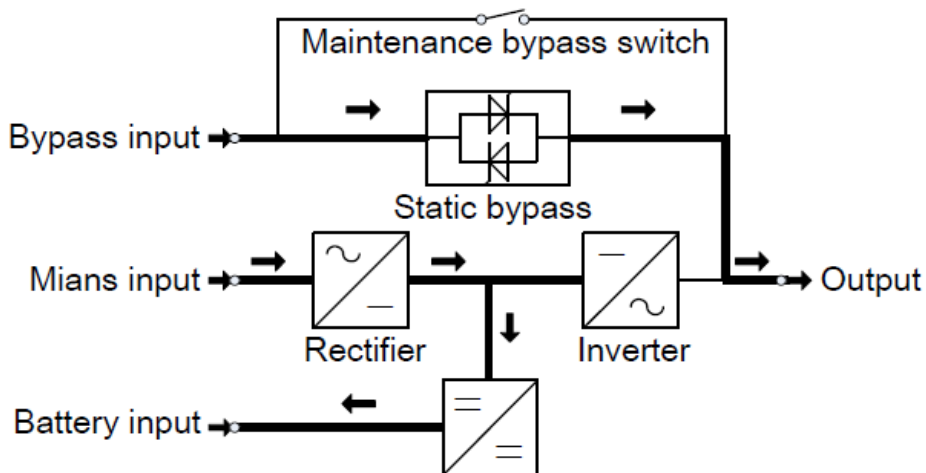 Maintenance bypass switch
Bypass input
Static bypass
Mians input
Output
Rectifier
Inverter
Battery input